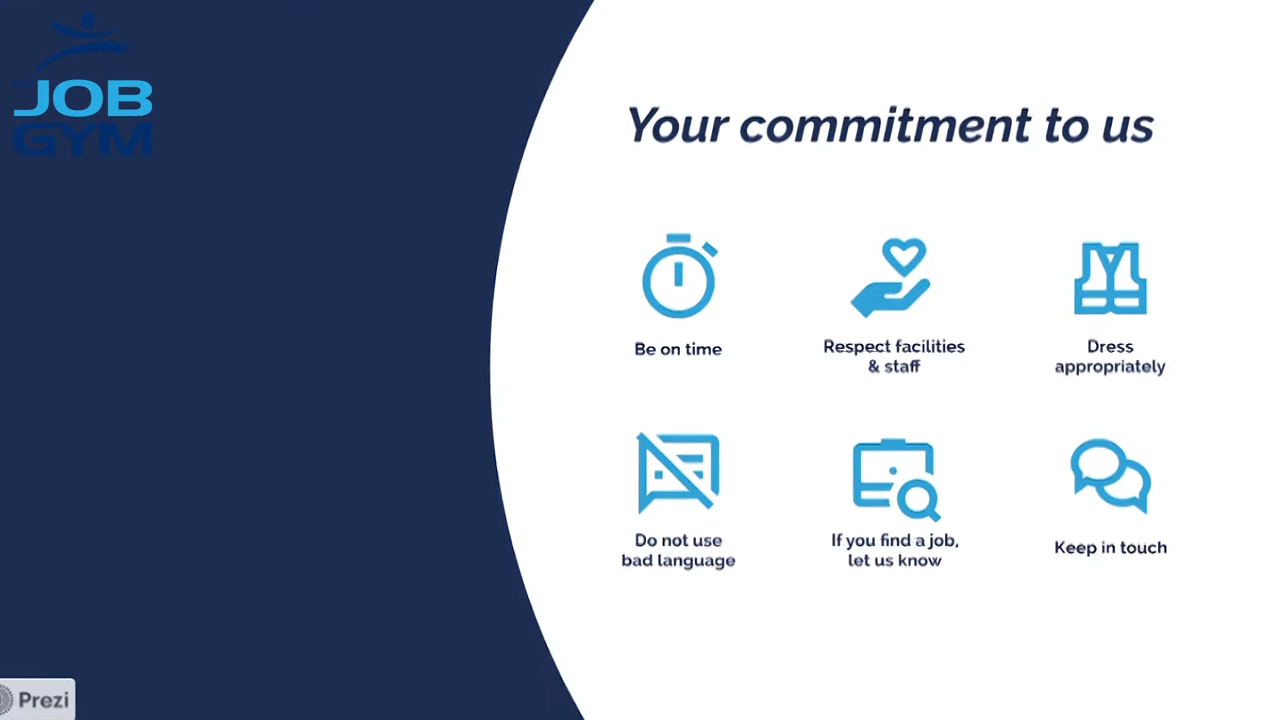 JOB
GYM
Your commitment to us
Be on time
Respect facilities
& staff
Dress
appropriately
Do not use
bad language
If you find a job,
let us know
Keep in touch
Prezi